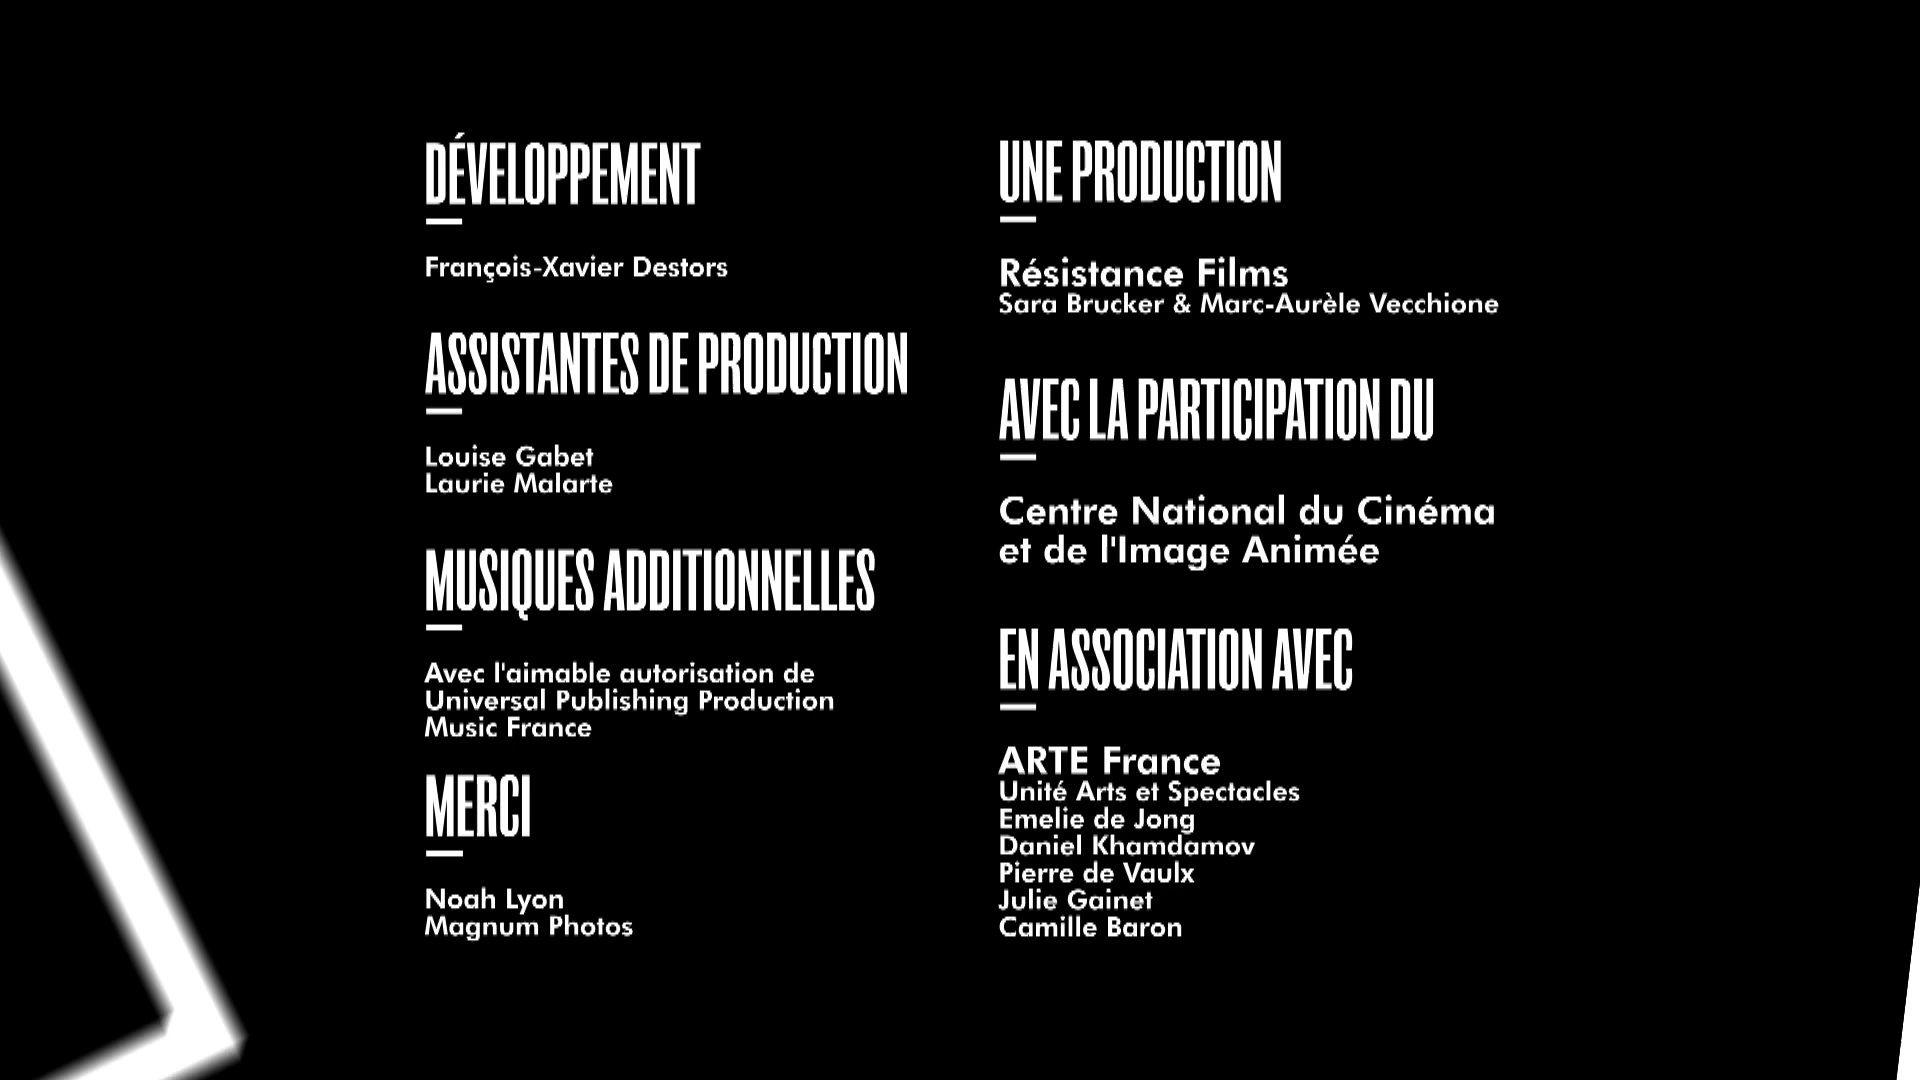 DÉVELOPPEMENT
François-Xavier Destors
ASSISTANTES DE PRODUCTION
Louise Gabet
Laurie Malarte
MUSIQUES ADDITIONNELLES
Avec l'aimable autorisation de
Universal Publishing Production
Music France
MERCI
Noah Lyon
Magnum Photos
UNE PRODUCTION
Résistance Films
Sara Brucker & Marc-Aurèle Vecchione
AVEC LA PARTICIPATION DU
Centre National du Cinéma
et de l'Image Animée
EN ASSOCIATION AVEC
ARTE France
Unité Arts et Spectacles
Emelie de Jong
Daniel Khamdamov
Pierre de Vaulx
Julie Gainet
Camille Baron